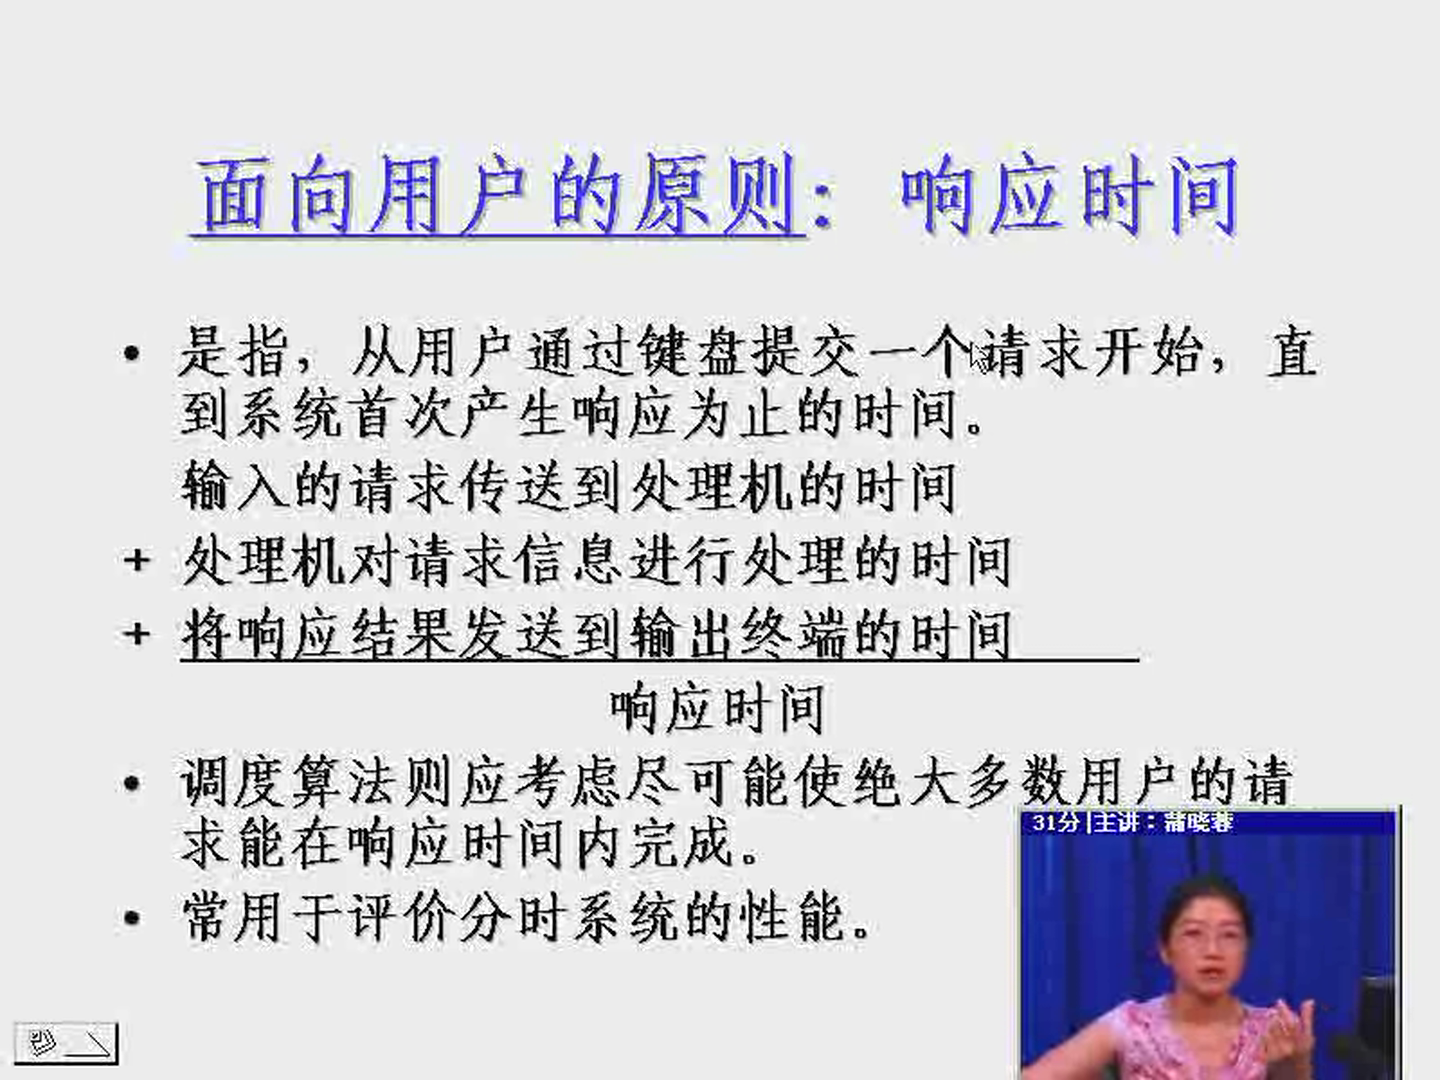 面向用户的原则：响应时间
• 是指，从用户通过键盘提交一个请求开始，直
到系统首次产生响应为止的时间。
输入的请求传送到处理机的时间
+ 处理机对请求信息进行处理的时间
+ 将响应结果发送到输出终端的时间
响应时间
• 调度算法则应考虑尽可能使绝大多数用户的请
求能在响应时间内完成。
• 常用于评价分时系统的性能。
31分|主讲：蒲晓蓉